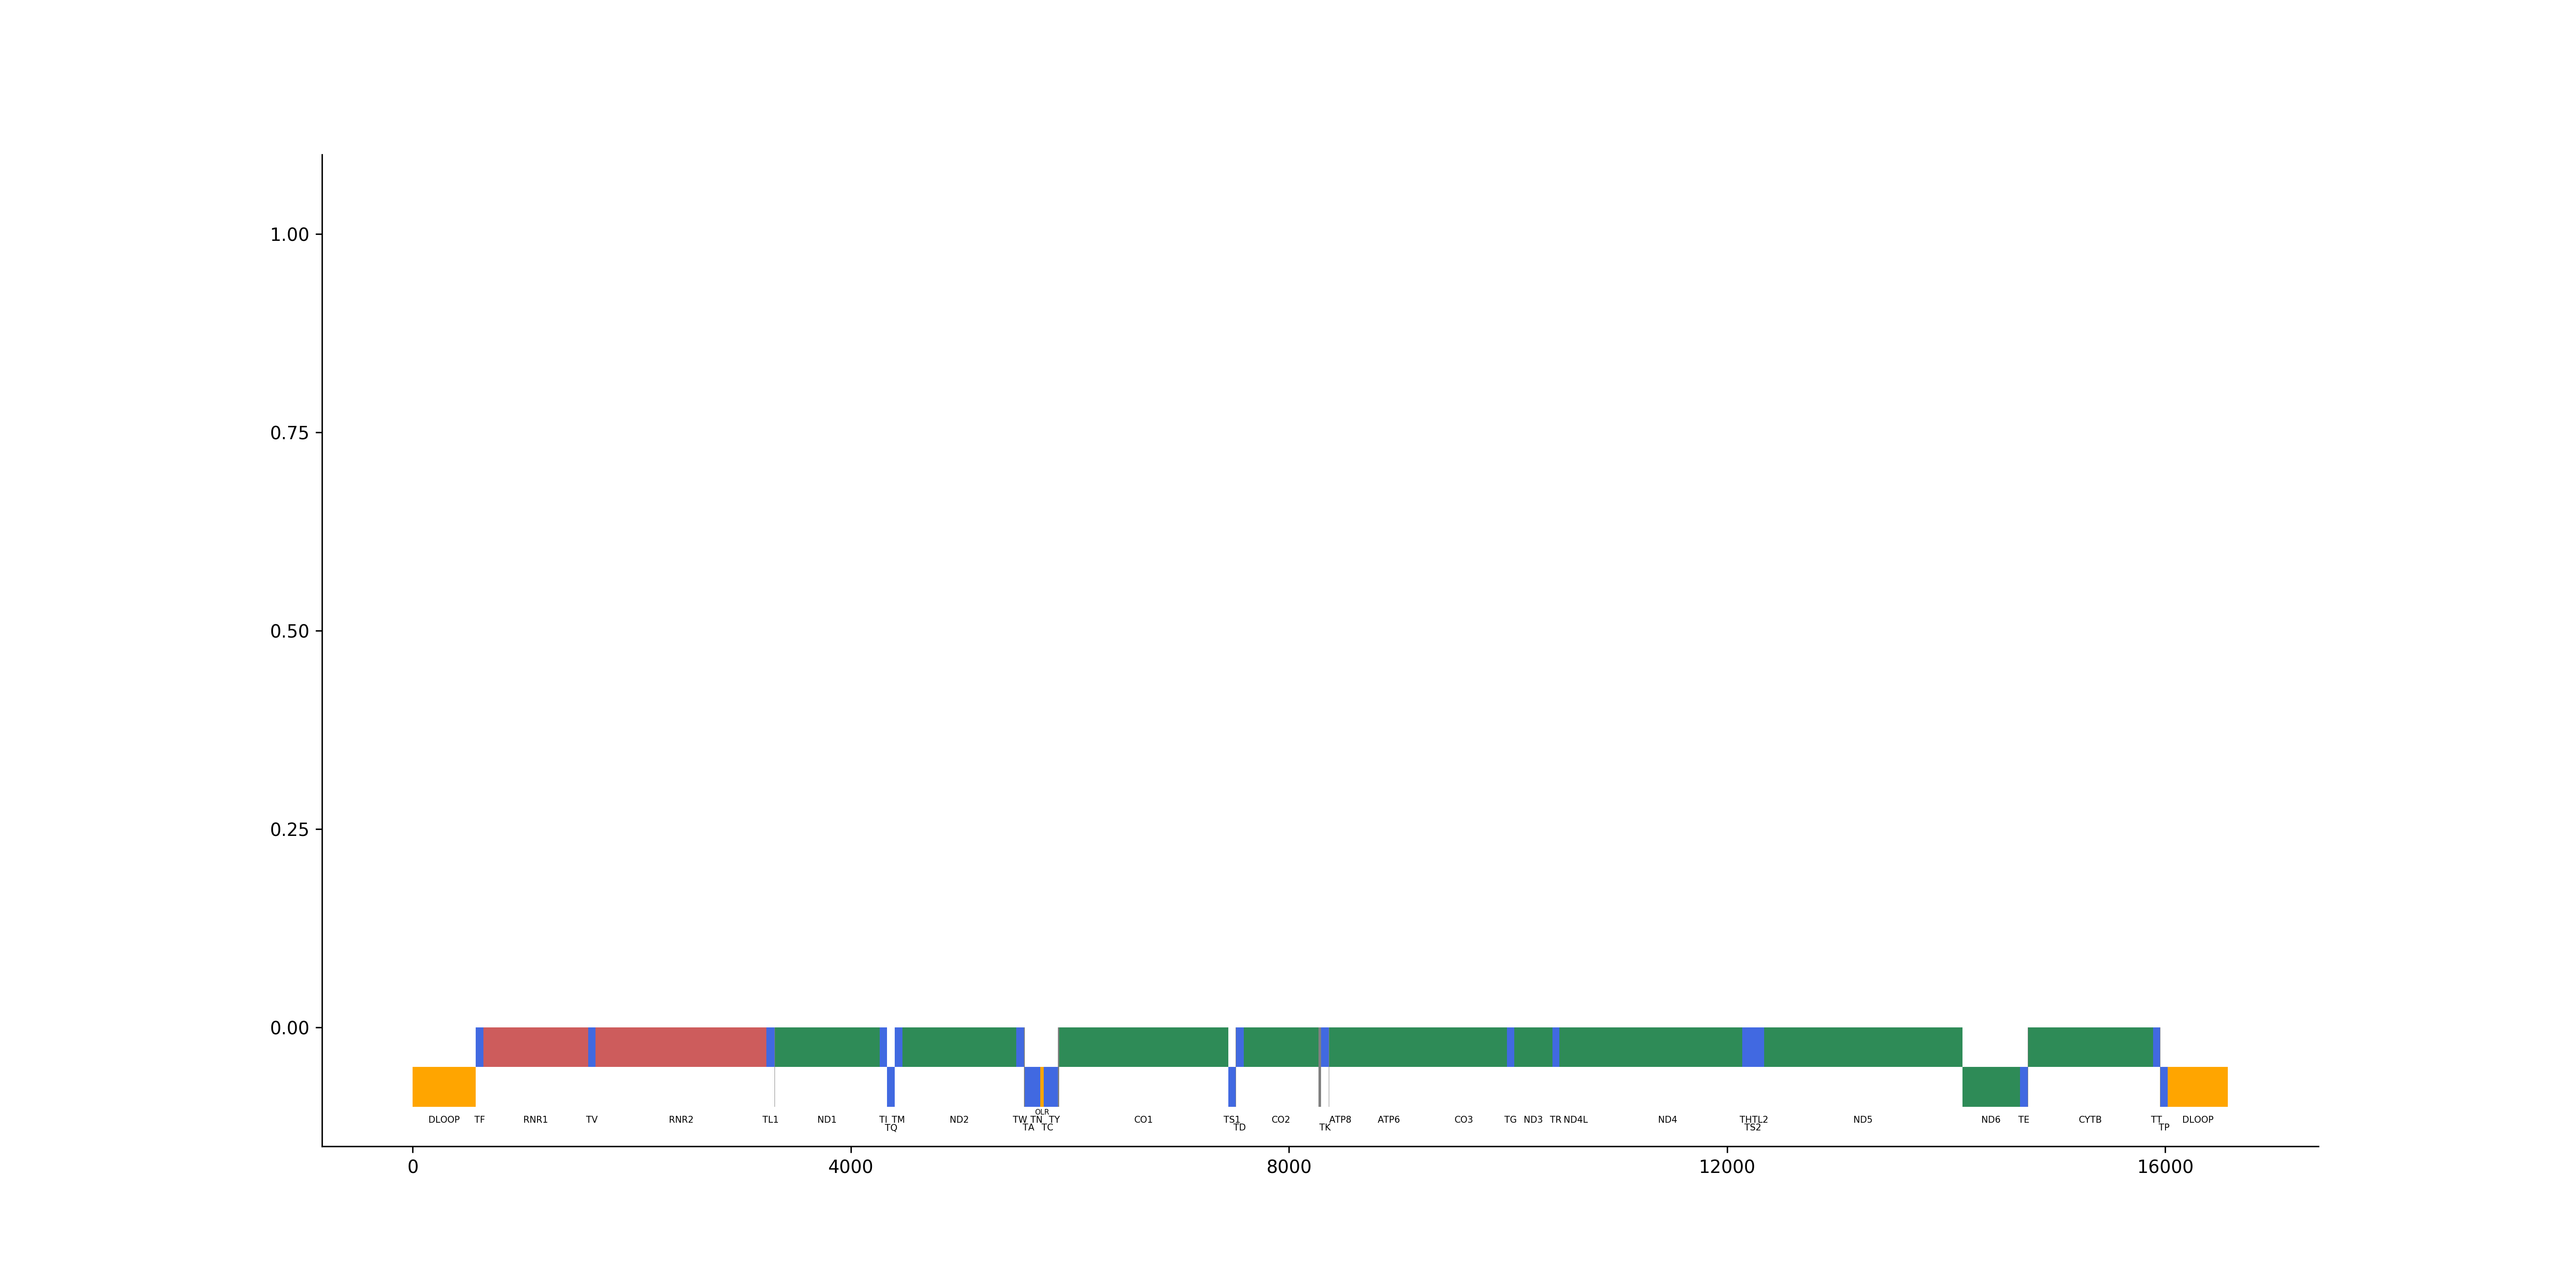 1.00
0.75
0.50
0.25
0.00
OLR
DLOOP TF RNR1 TV RNR2 TL1 ND1 TI TM ND2 TW TN TY CO1 TS1 CO2 ATP8 ATP6 CO3 TG ND3 TR ND4L ND4 THTL2 ND5 ND6 TE CYTB TT DLOOP
TQ TA TC TD TK TS2 TP
0 4000 8000 12000 16000